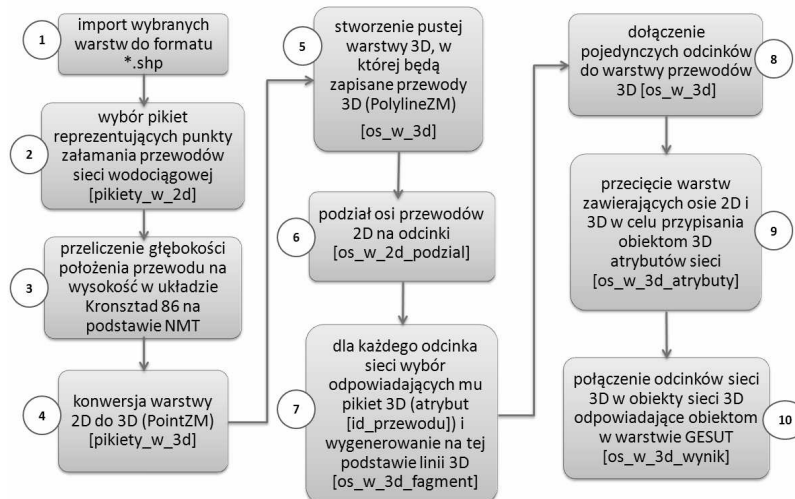 1
import wybranych
warstw do formatu
*.shp
2
wybór pikiet
reprezentujących punkty
załamania przewodów
sieci wodociągowej
[pikiety_w_2d]
3
przeliczenie głębokości
położenia przewodu na
wysokość w układzie
Kronsztad 86 na
podstawie NMT
4
konwersja warstwy
2D do 3D (PointZM)
[pikiety_w_3d]
5
stworzenie pustej
warstwy 3D, w
której będą
zapisane przewody
3D (PolylineZM)
[os_w_3d]
6
podział osi przewodów
2D na odcinki
[os_w_2d_podzial]
7
dla każdego odcinka
sieci wybór
odpowiadających mu
pikiet 3D (atrybut
[id_przewodu]) i
wygenerowanie na tej
podstawie linii 3D
[os_w_3d_fagment]
8
dołączenie
pojedynczych odcinków
do warstwy przewodów
3D [os_w_3d]
9
przecięcie warstw
zawierających osie 2D i
3D w celu przypisania
obiektom 3D
atrybutów sieci
[os_w_3d_atrybuty]
10
połączenie odcinków sieci
3D w obiekty sieci 3D
odpowiadające obiektom
w warstwie GESUT
[os_w_3d_wynik]